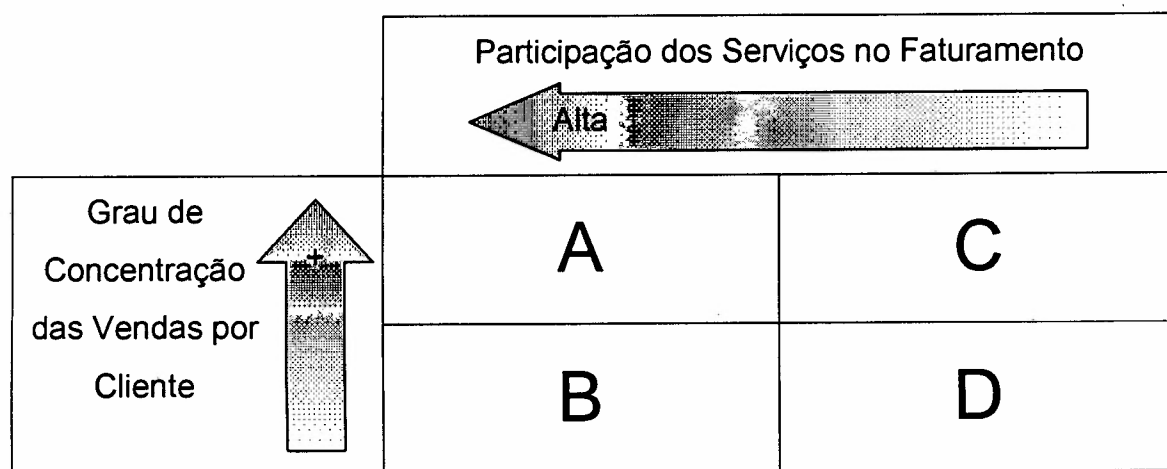 Participação dos Serviços no Faturamento
Alta
Grau de
Concentração
das Vendas por
Cliente
+
A
C
B
D